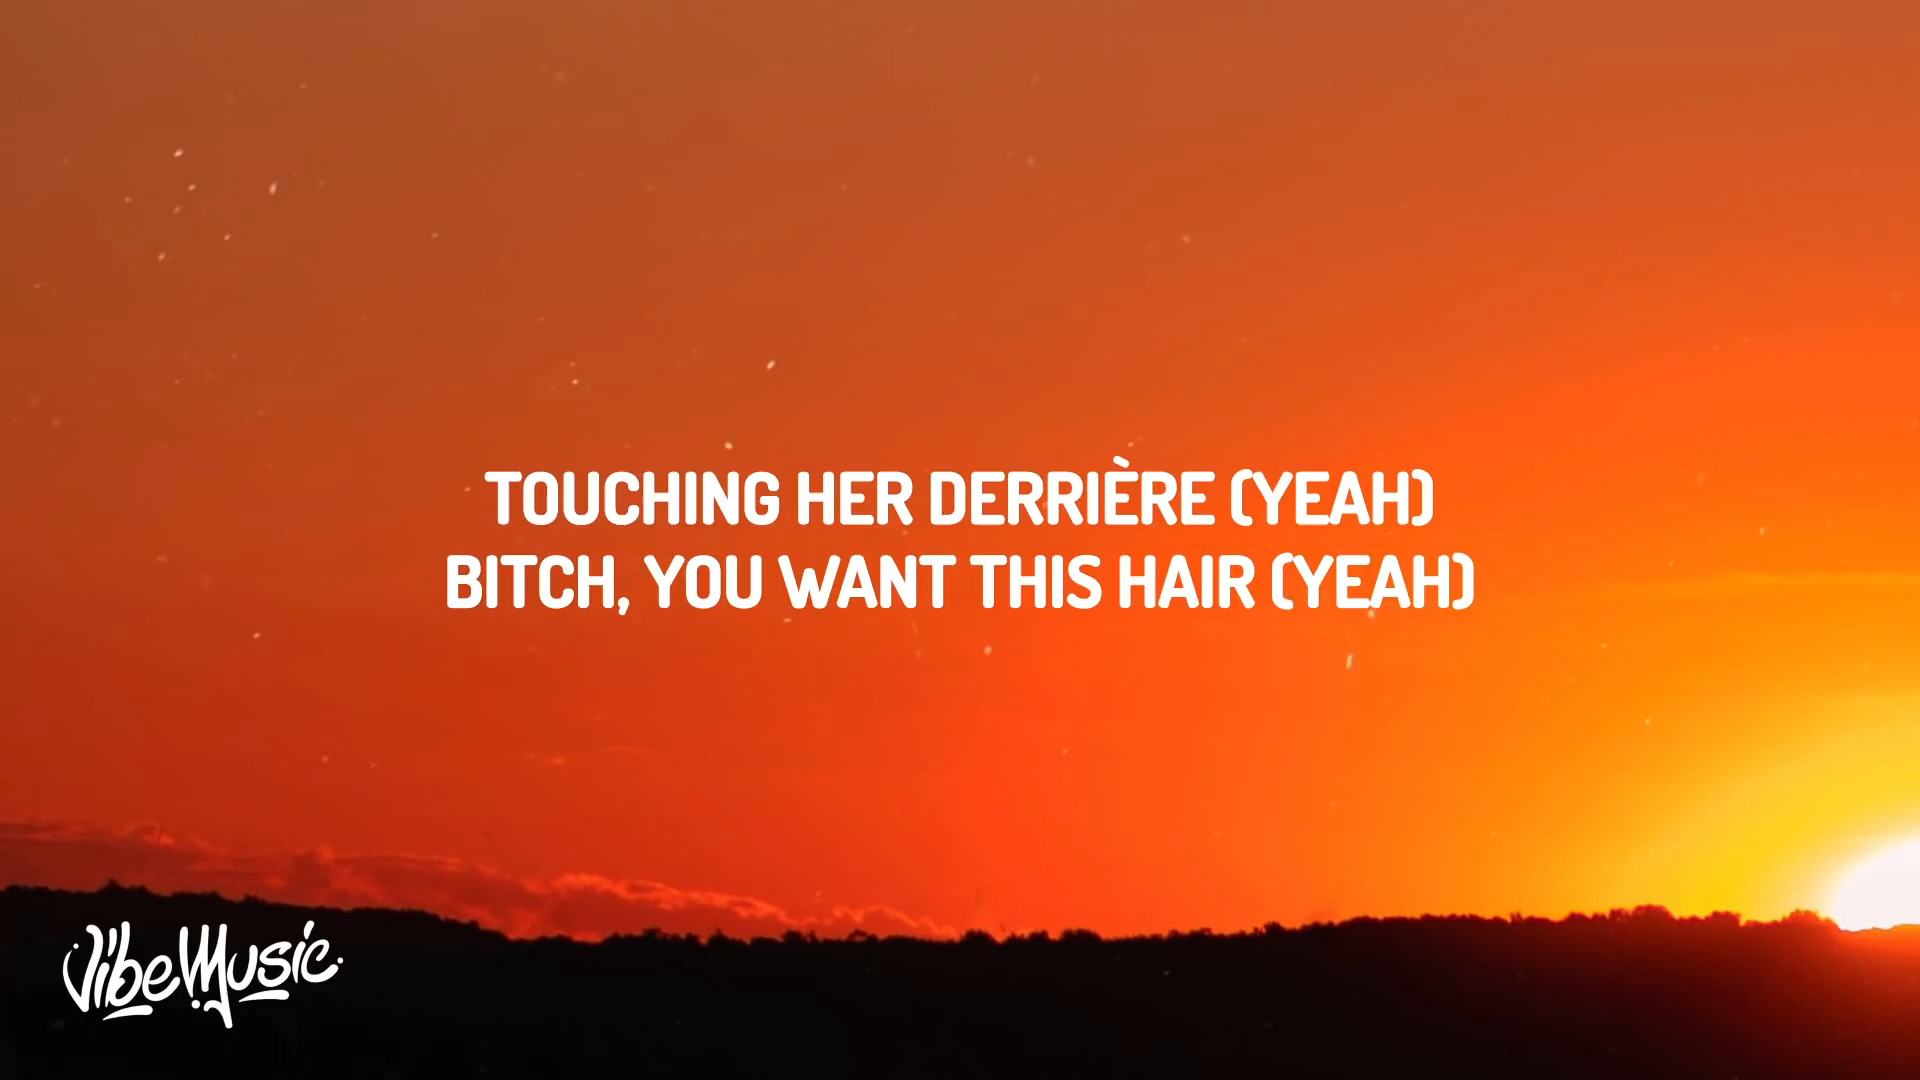 TOUCHING HER DERRIÈRE (YEAH)
BITCH, YOU WANT THIS HAIR (YEAH)
VibeMusic